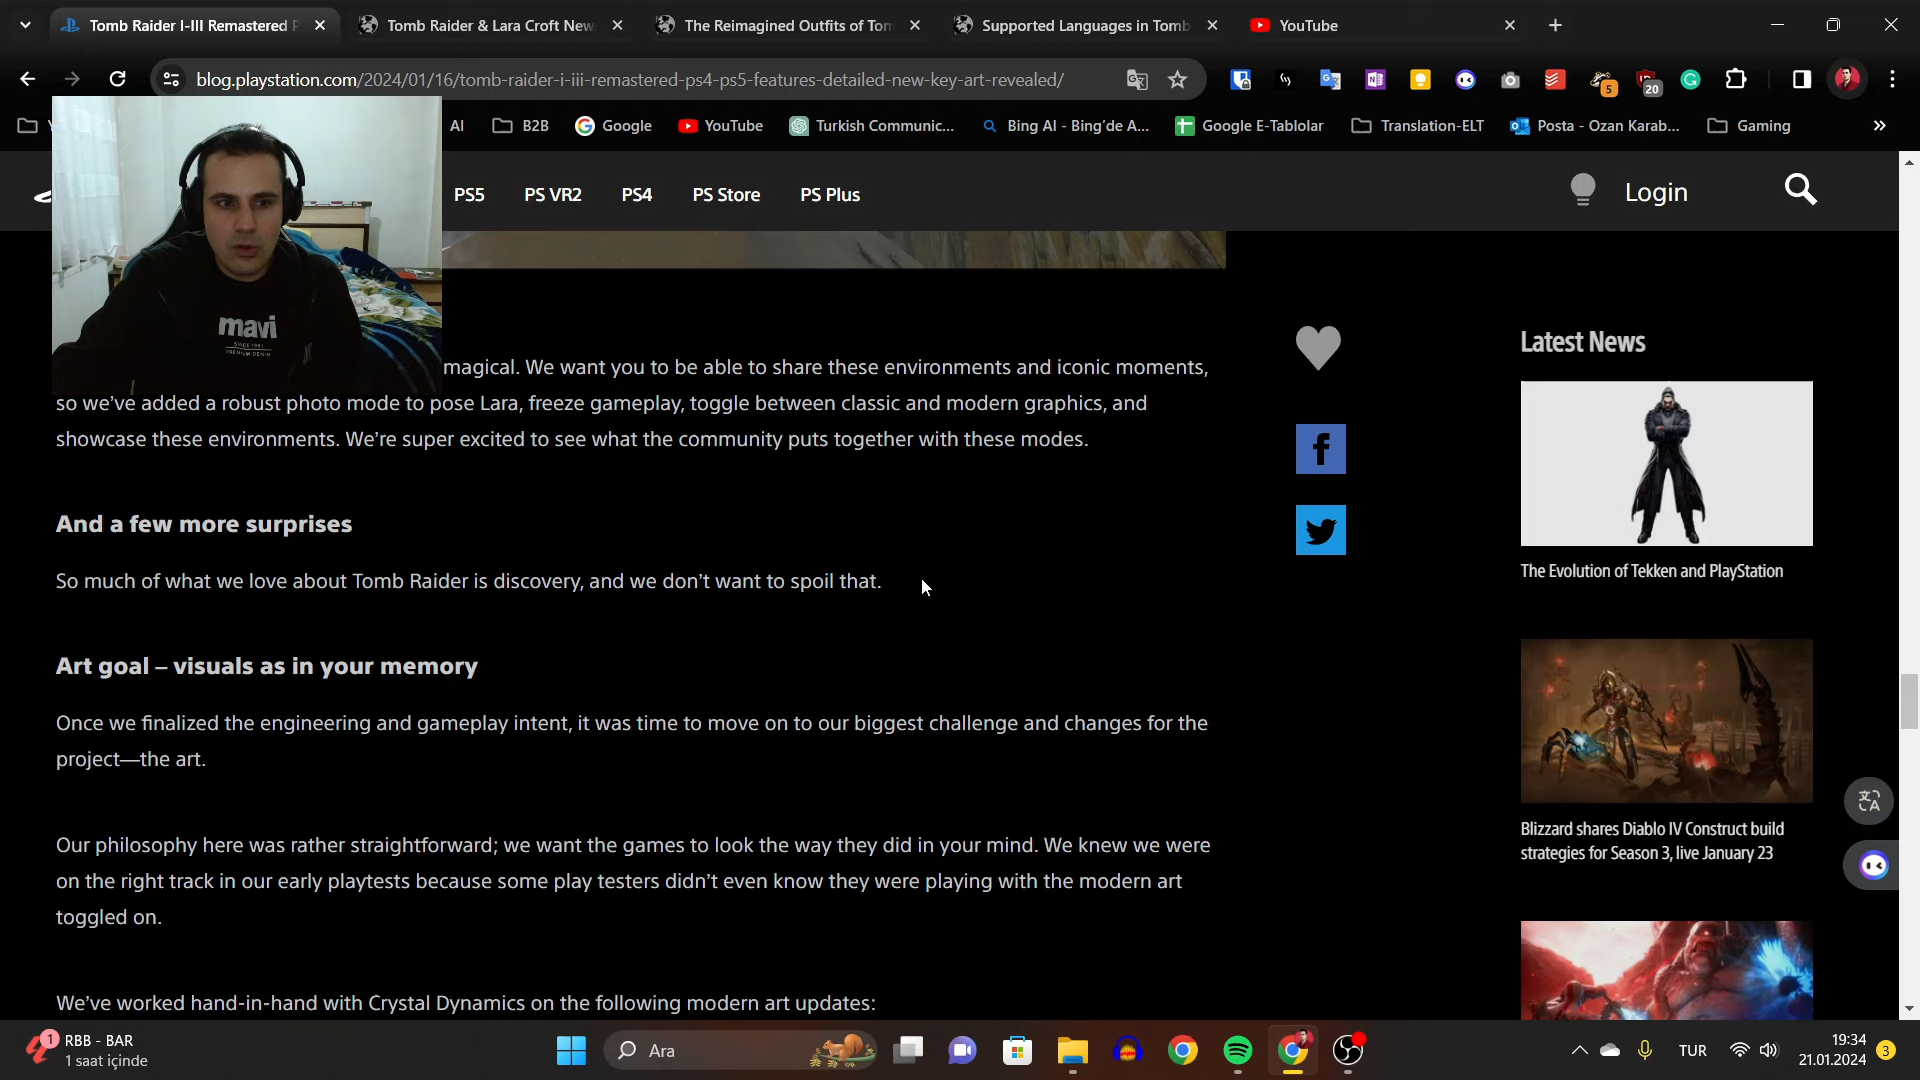 Tomb Raider I-III Remastered P
Tomb Raider & Lara Croft New
The Reimagined Outfits of Tom
Supported Languages in Tomb
YouTube
blog.playstation.com/2024/01/16/tomb-raider-i-iii-remastered-ps4-ps5-features-detailed-new-key-art-revealed/
5
20
AI
B2B
Google
YouTube
Turkish Communic...
Bing AI - Bing'de A...
Google E-Tablolar
Translation-ELT
Posta - Ozan Karab...
Gaming
PS5
PS VR2
PS4
PS Store
PS Plus
Login
mavi
SINCE 1991
PREMIUM DENIM
magical. We want you to be able to share these environments and iconic moments,
so we've added a robust photo mode to pose Lara, freeze gameplay, toggle between classic and modern graphics, and
showcase these environments. We're super excited to see what the community puts together with these modes.
And a few more surprises
So much of what we love about Tomb Raider is discovery, and we don't want to spoil that.
Art goal – visuals as in your memory
Once we finalized the engineering and gameplay intent, it was time to move on to our biggest challenge and changes for the
project—the art.
Our philosophy here was rather straightforward; we want the games to look the way they did in your mind. We knew we were
on the right track in our early playtests because some play testers didn't even know they were playing with the modern art
toggled on.
We've worked hand-in-hand with Crystal Dynamics on the following modern art updates:
Latest News
The Evolution of Tekken and PlayStation
Blizzard shares Diablo IV Construct build
strategies for Season 3, live January 23
1
RBB - BAR
1 saat içinde
Ara
TUR
19:34
21.01.2024
3